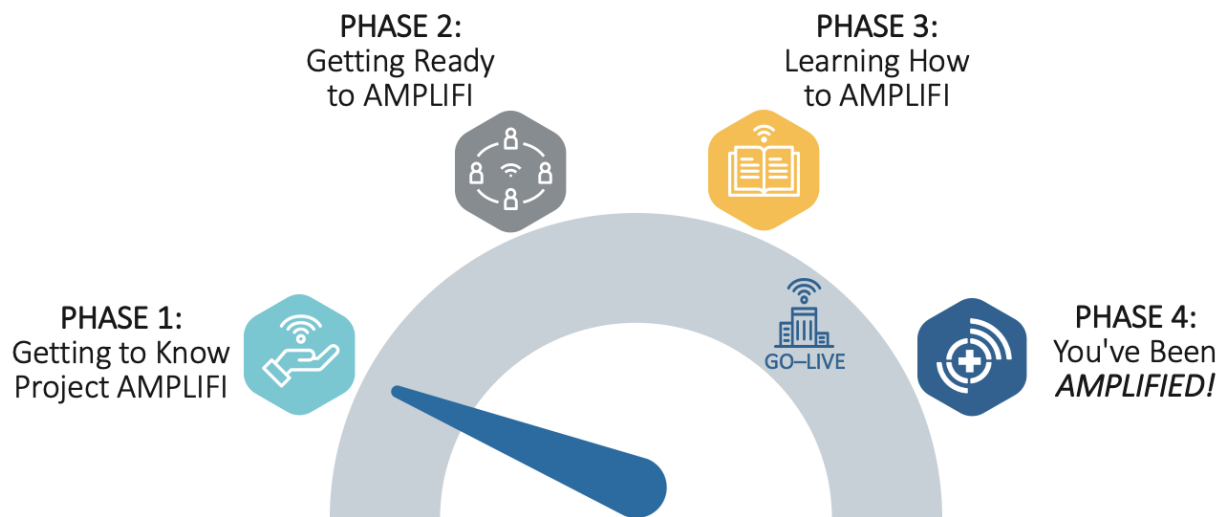 PHASE 1:
Getting to Know
Project AMPLIFI
PHASE 2:
Getting Ready
to AMPLIFI
PHASE 3:
Learning How
to AMPLIFI
GO–LIVE
PHASE 4:
You've Been
AMPLIFIED!